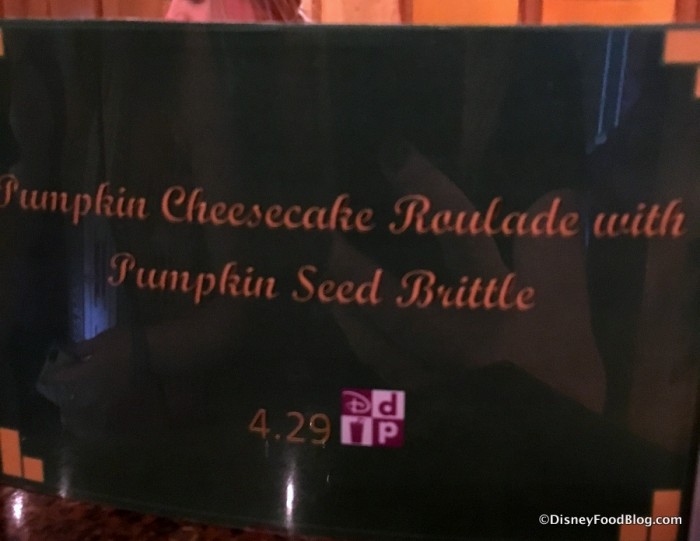 Pumpkin Cheesecake Roulade with
Pumpkin Seed Brittle
4.29 D d P
©DisneyFoodBlog.com